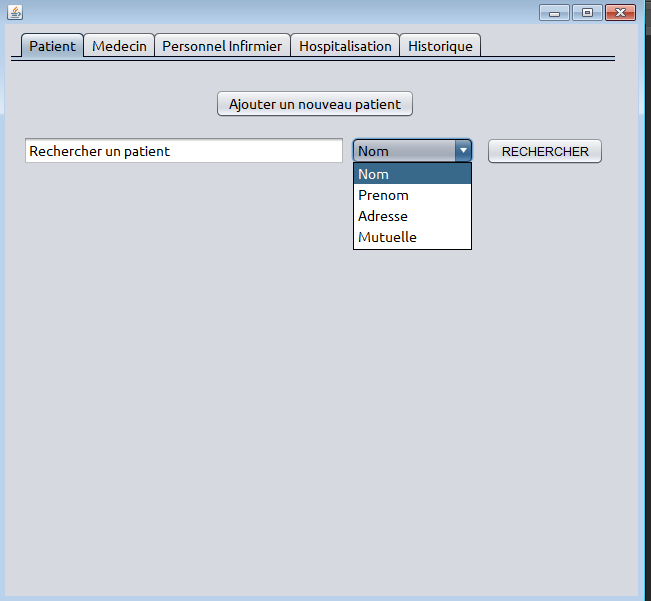 Patient Medecin Personnel Infirmier Hospitalisation Historique
Ajouter un nouveau patient
Rechercher un patient Nom RECHERCHER
Nom
Prenom
Adresse
Mutuelle